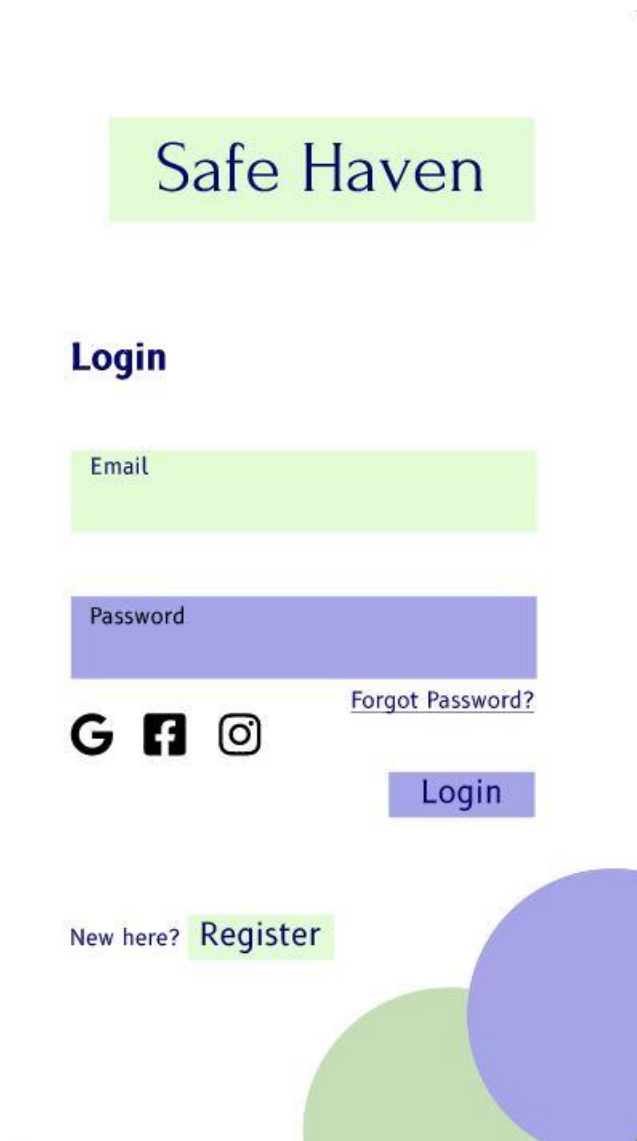 Safe Haven
Login
Email
Password
Forgot Password?
Login
New here? Register